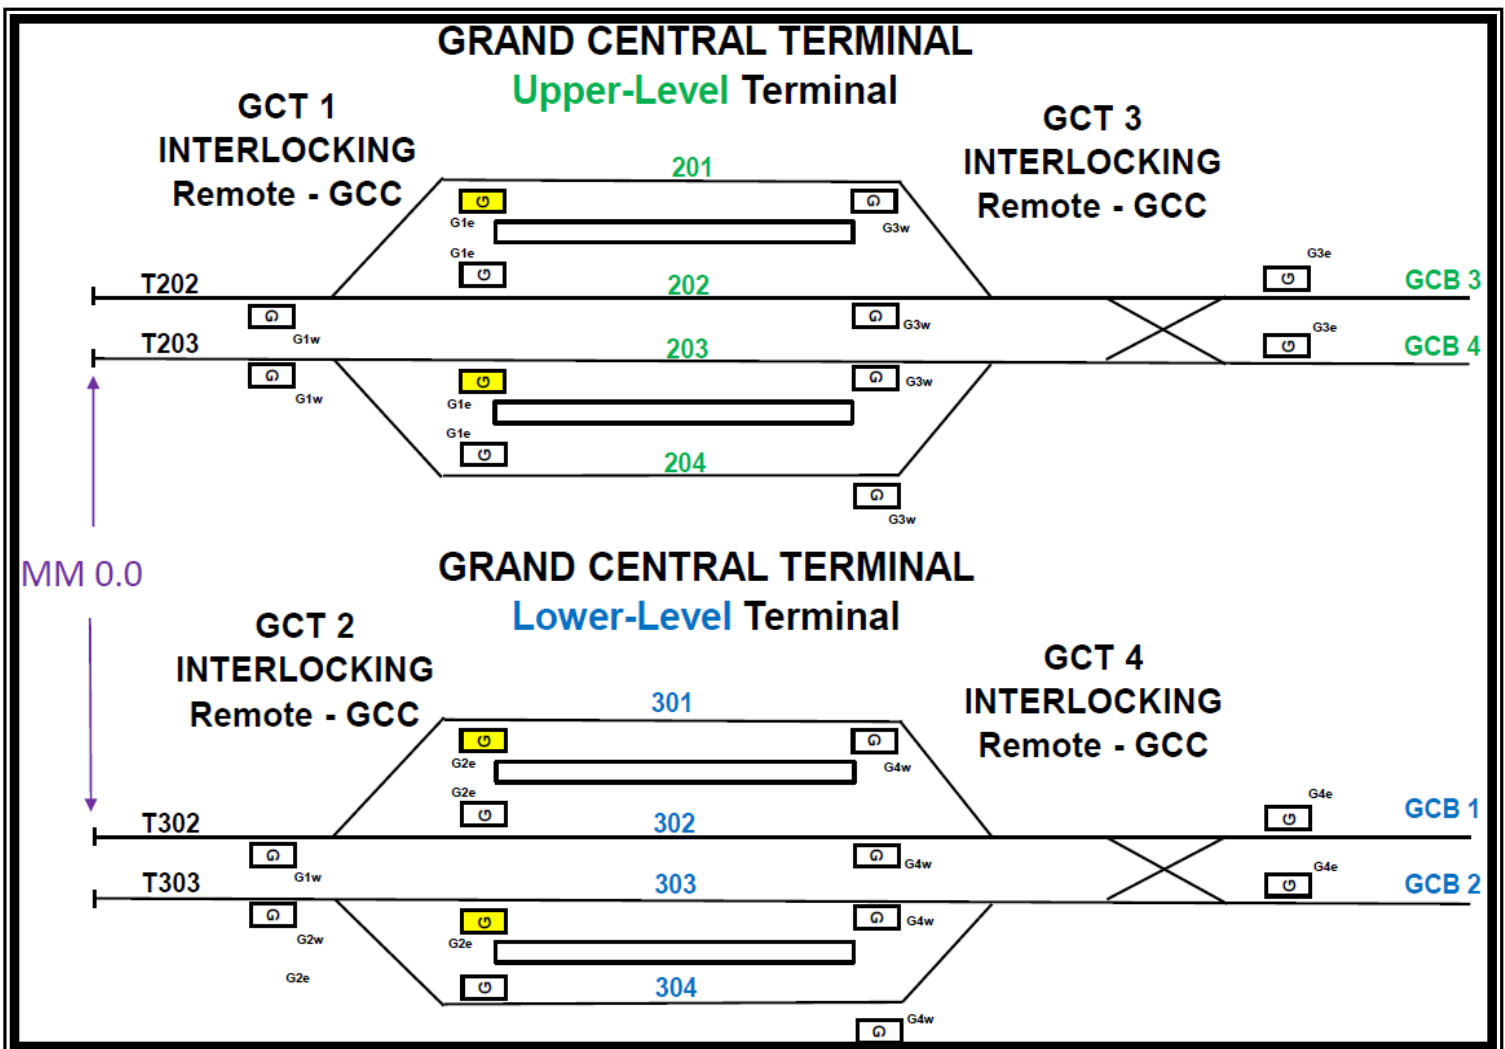 GRAND CENTRAL TERMINAL
Upper-Level Terminal
GCT 1
INTERLOCKING
Remote - GCC
GCT 3
INTERLOCKING
Remote - GCC
201
G
G
G1e
G3w
G1e
G
G3e
G
T202
202
GCB 3
G
G1w
G
G3w
G3e
T203
203
G
GCB 4
G
G1w
G
G1e
G
G3w
G1e
G
204
G
G3w
MM 0.0
GRAND CENTRAL TERMINAL
Lower-Level Terminal
GCT 2
INTERLOCKING
Remote - GCC
GCT 4
INTERLOCKING
Remote - GCC
301
G
G
G2e
G4w
G2e
G
G4e
G
T302
302
GCB 1
G
G1w
G
G4w
G4e
T303
303
G
GCB 2
G
G2w
G
G2e
G
G4w
G2e
G
304
G
G4w